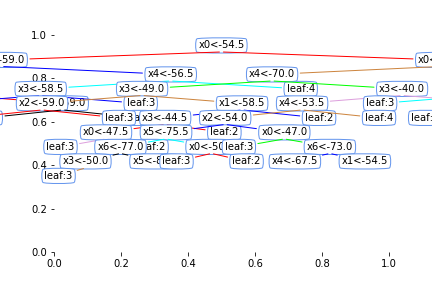 1.0
x0<-54.5
-59.0
x0<
x4<-56.5
x4<-70.0
0.8
x3<-58.5
x3<-49.0
leaf:4
x3<-40.0
x2<-59.0
9.0
leaf:3
x1<-58.5
x4<-53.5
leaf:3
0.6
leaf:3
x3<-44.5
x2<-54.0
leaf:2
leaf:4
leaf:
x0<-47.5
x5<-75.5
leaf:2
x0<-47.0
leaf:3
x6<-77.0
af:2
x0<-50
leaf:3
x6<-73.0
0.4
x3<-50.0
x5<-8
leaf:3
leaf:2
x4<-67.5
x1<-54.5
leaf:3
0.2
0.0
0.0
0.2
0.4
0.6
0.8
1.0